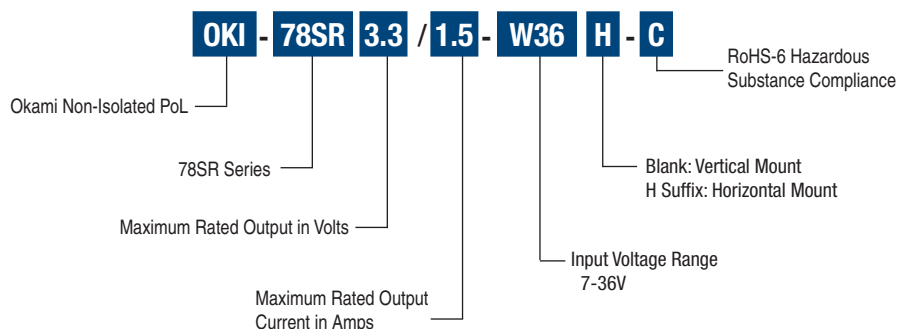 OKI - 78SR 3.3 / 1.5 - W36 H - C
RoHS-6 Hazardous
Substance Compliance
Okami Non-Isolated PoL
Blank: Vertical Mount
H Suffix: Horizontal Mount
78SR Series
Maximum Rated Output in Volts
Input Voltage Range
7-36V
Maximum Rated Output
Current in Amps